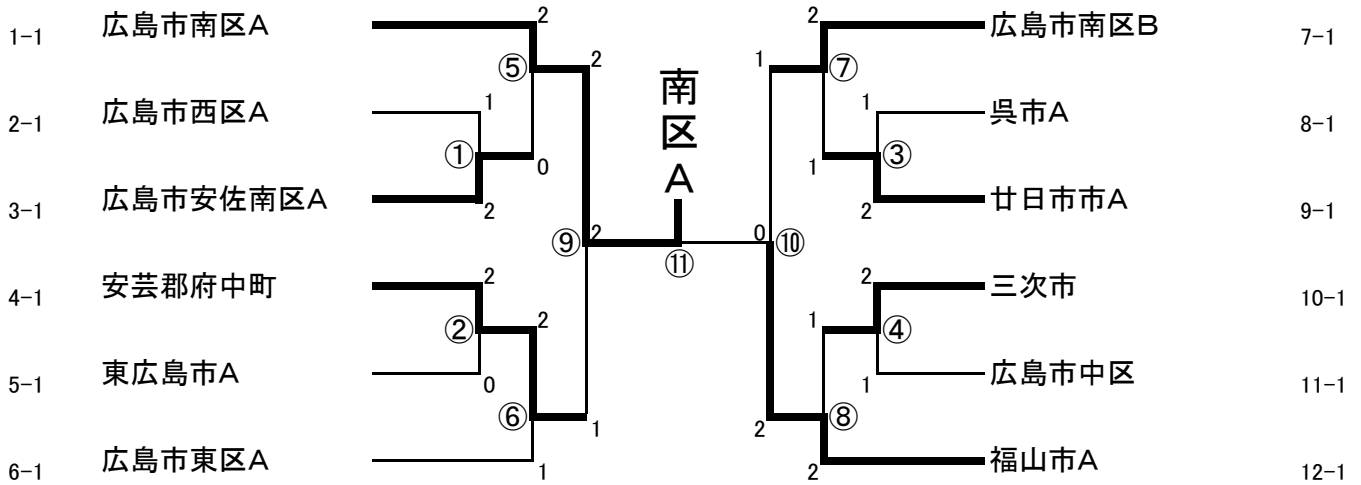 1-1 広島市南区A 2 2 広島市南区B 7-1
⑤ 2 1 ⑦
南区A
2-1 広島市西区A 1 1 呉市A 8-1
① 0 1 ③
3-1 広島市安佐南区A 2 2 廿日市市A 9-1
⑨ 2 0 ⑩
⑪
4-1 安芸郡府中町 2 2 三次市 10-1
② 2 1 ④
5-1 東広島市A 0 1 広島市中区 11-1
⑥ 1 2 ⑧
6-1 広島市東区A 1 2 福山市A 12-1